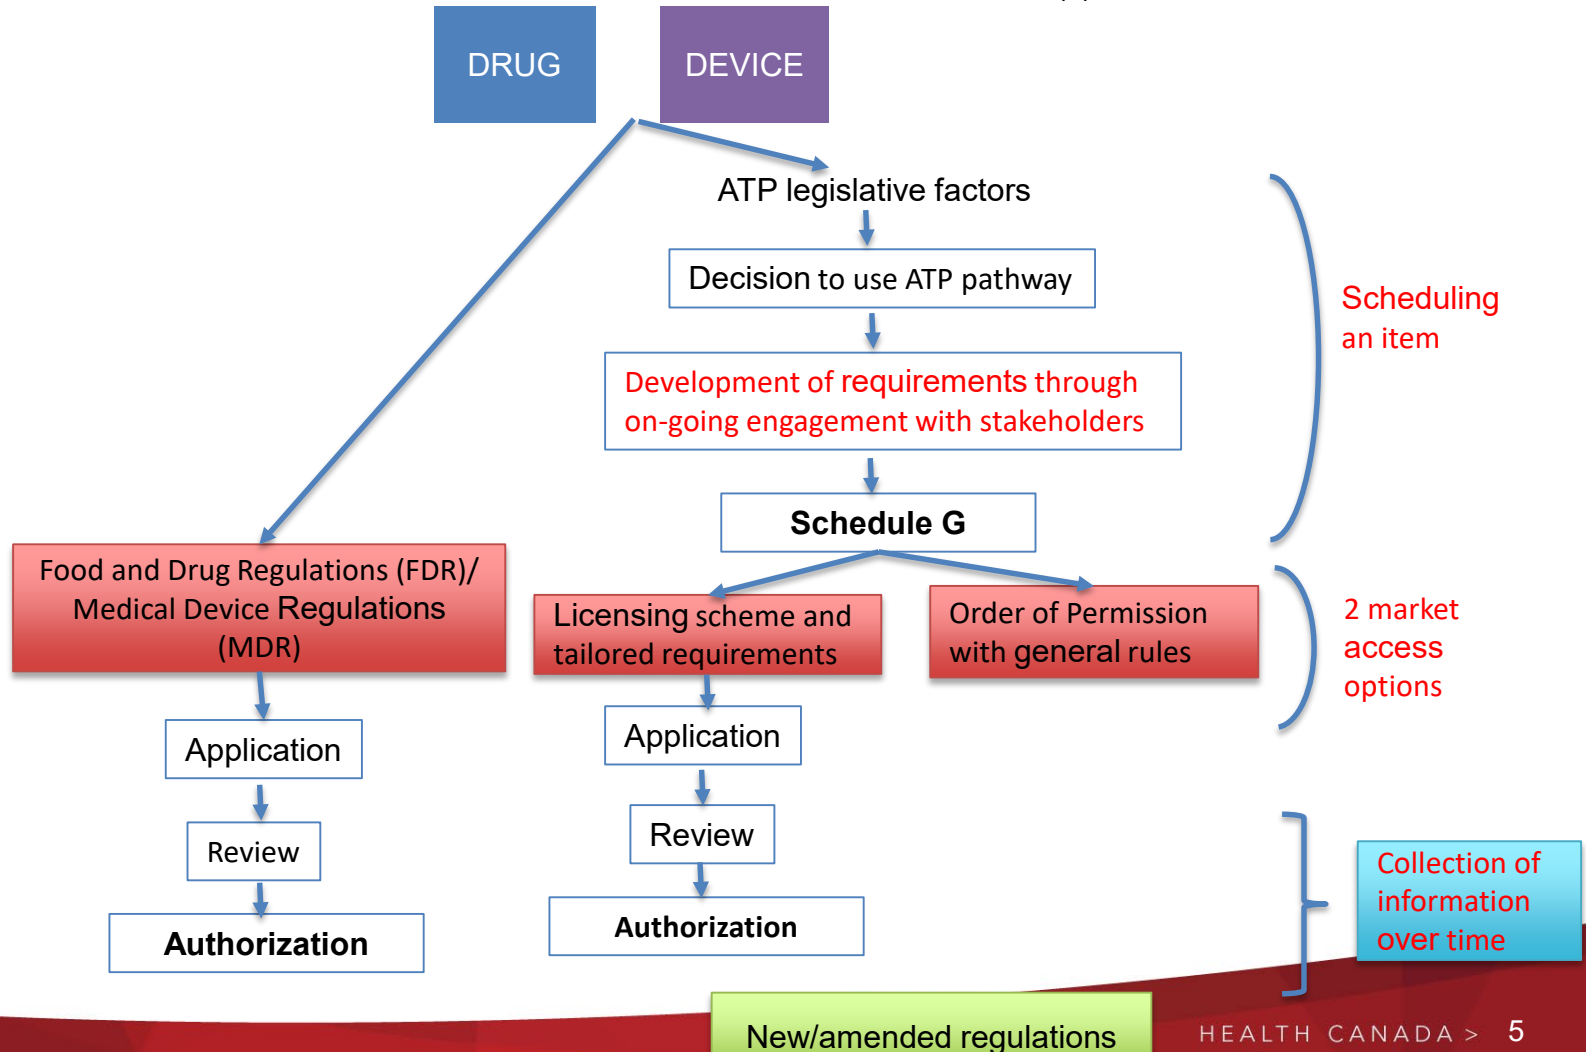 DRUG
DEVICE
ATP legislative factors
Decision to use ATP pathway
Development of requirements through
on-going engagement with stakeholders
Scheduling
an item
Schedule G
Food and Drug Regulations (FDR)/
Medical Device Regulations
(MDR)
Licensing scheme and
tailored requirements
Order of Permission
with general rules
2 market
access
options
Application
Review
Authorization
Application
Review
Authorization
Collection of
information
over time
New/amended regulations
HEALTH CANADA > 5